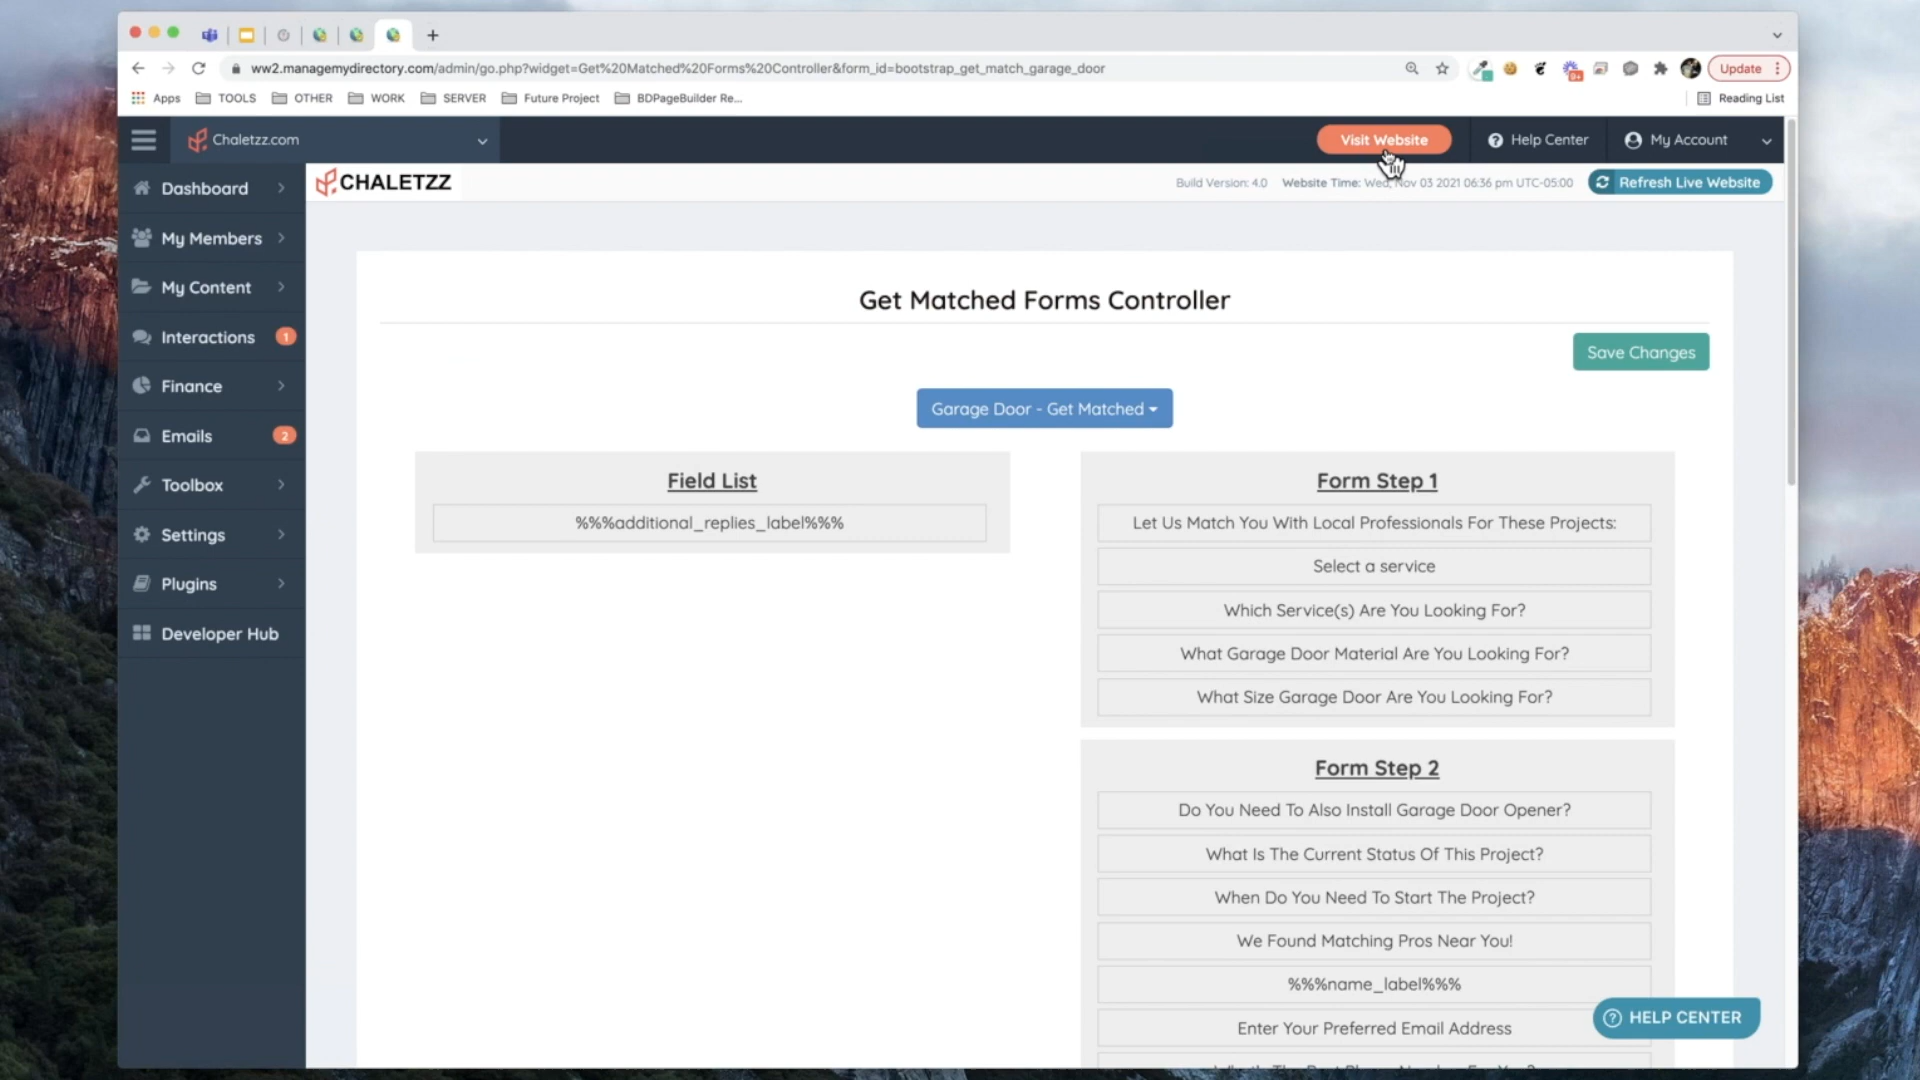 ww2.managemydirectory.com/admin/go.php?widget=Get%20Matched%20Forms%20Controller&form_id=bootstrap_get_match_garage_door
Update
Apps TOOLS OTHER WORK SERVER Future Project BDPageBuilder Re... Reading List
Chaletzz.com Visit Website Help Center My Account
CHALETZZ Build Version: 4.0 Website Time: Wed, Nov 03 2021 06:36 pm UTC-05:00 Refresh Live Website
Dashboard
My Members
My Content
Interactions 1
Finance
Emails 2
Toolbox
Settings
Plugins
Developer Hub
Get Matched Forms Controller
Save Changes
Garage Door - Get Matched
Field List
%%%additional_replies_label%%%
Form Step 1
Let Us Match You With Local Professionals For These Projects:
Select a service
Which Service(s) Are You Looking For?
What Garage Door Material Are You Looking For?
What Size Garage Door Are You Looking For?
Form Step 2
Do You Need To Also Install Garage Door Opener?
What Is The Current Status Of This Project?
When Do You Need To Start The Project?
We Found Matching Pros Near You!
%%%name_label%%%
Enter Your Preferred Email Address
HELP CENTER